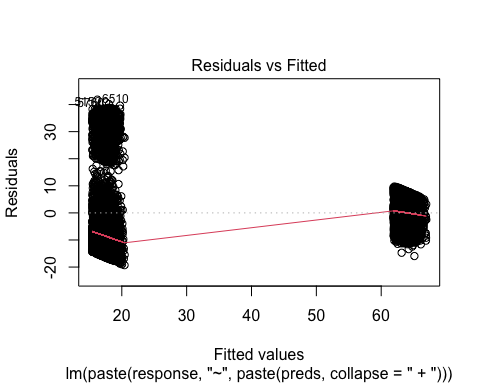 Residuals vs Fitted
6510
Residuals
-20
0
10
30
20
30
40
50
60
Fitted values
lm(paste(response, "~", paste(preds, collapse = " + ")))